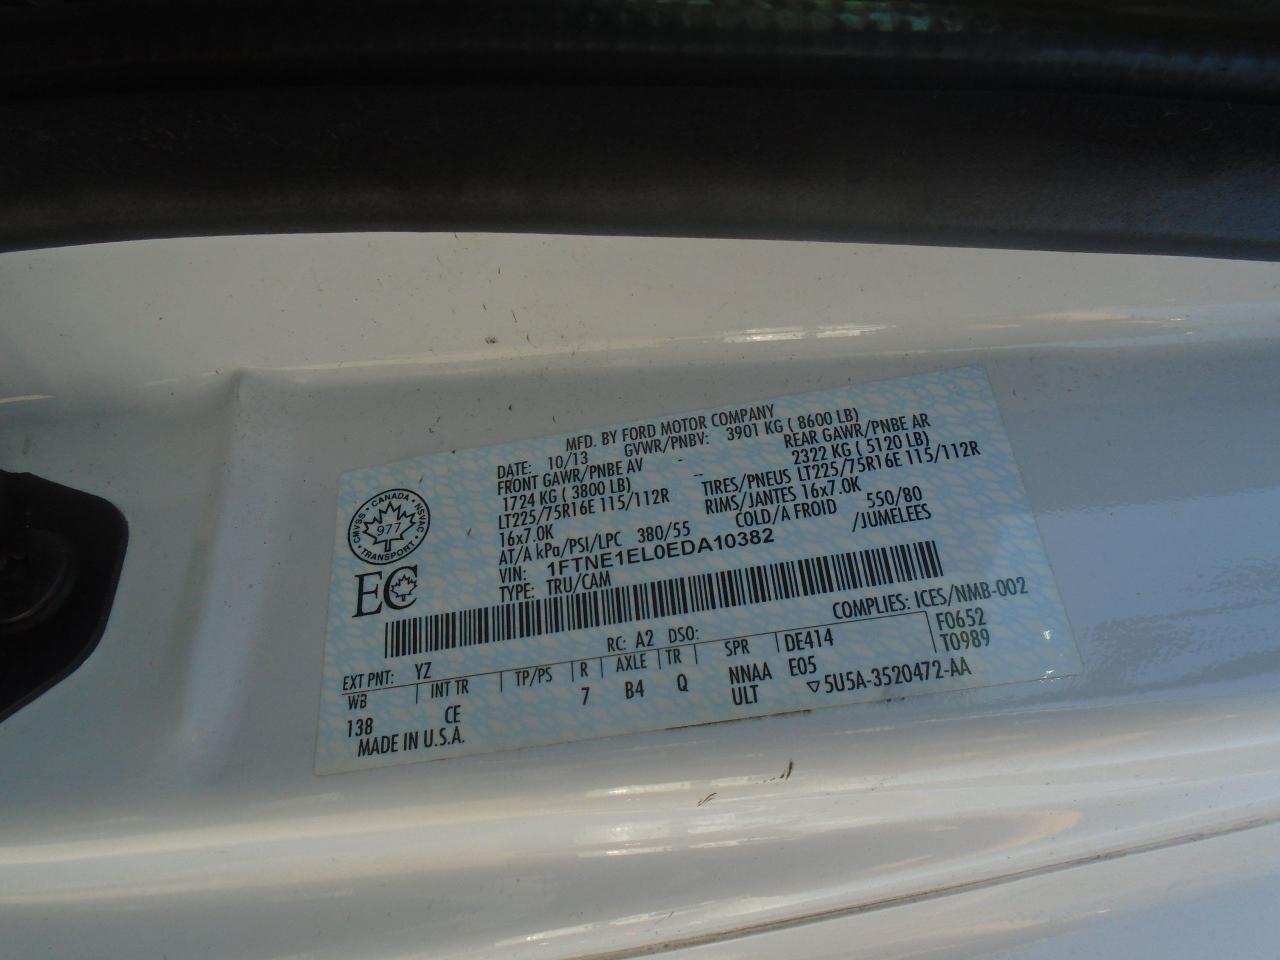 MFD. BY FORD MOTOR COMPANY
DATE: 10/13 GVWR/PNBV: 3901 KG ( 8600 LB)
FRONT GAWR/PNBE AV - REAR GAWR/PNBE AR
1724 KG ( 3800 LB) -- 2322 KG ( 5120 LB)
LT225/75R16E 115/112R TIRES/PNEUS LT225/75R16E 115/112R
16x7.0K RIMS/JANTES 16x7.0K
AT/A kPa/PSI/LPC 380/55 COLD/A FROID 550/80
VIN: 1FTNE1EL0EDA10382 /JUMELEES
TYPE: TRU/CAM
CANADA
CMVSS · NSVAC
977
TRANSPORT
EC
COMPLIES: ICES/NMB-002
EXT PNT: YZ RC: A2 DSO: F0652
WB INT TR TP/PS R AXLE TR SPR DE414 T0989
138 CE 7 B4 Q NNAA E05
ULT 5U5A-3520472-AA
MADE IN U.S.A.